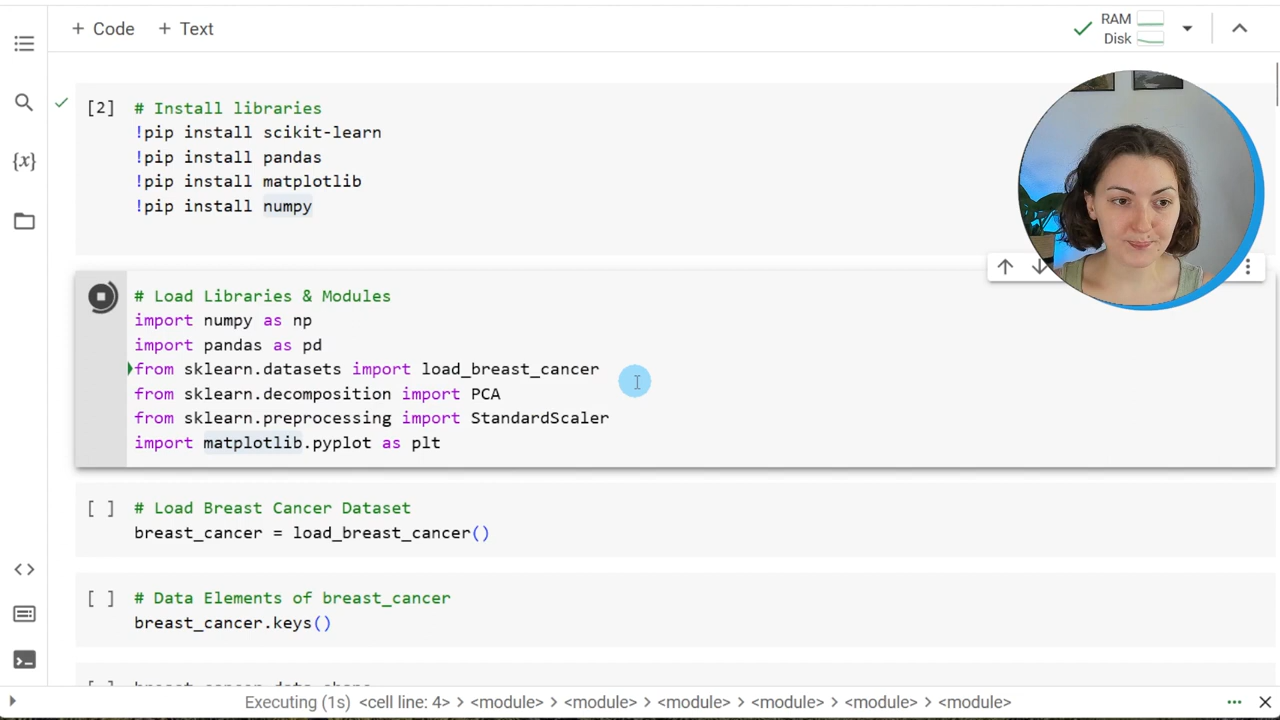 + Code + Text
RAM
Disk
[2] # Install libraries
!pip install scikit-learn
!pip install pandas
!pip install matplotlib
!pip install numpy
# Load Libraries & Modules
import numpy as np
import pandas as pd
from sklearn.datasets import load_breast_cancer
from sklearn.decomposition import PCA
from sklearn.preprocessing import StandardScaler
import matplotlib.pyplot as plt
[ ] # Load Breast Cancer Dataset
breast_cancer = load_breast_cancer()
[ ] # Data Elements of breast_cancer
breast_cancer.keys()
Executing (1s) <cell line: 4> > <module> > <module> > <module> > <module> > <module> > <module>